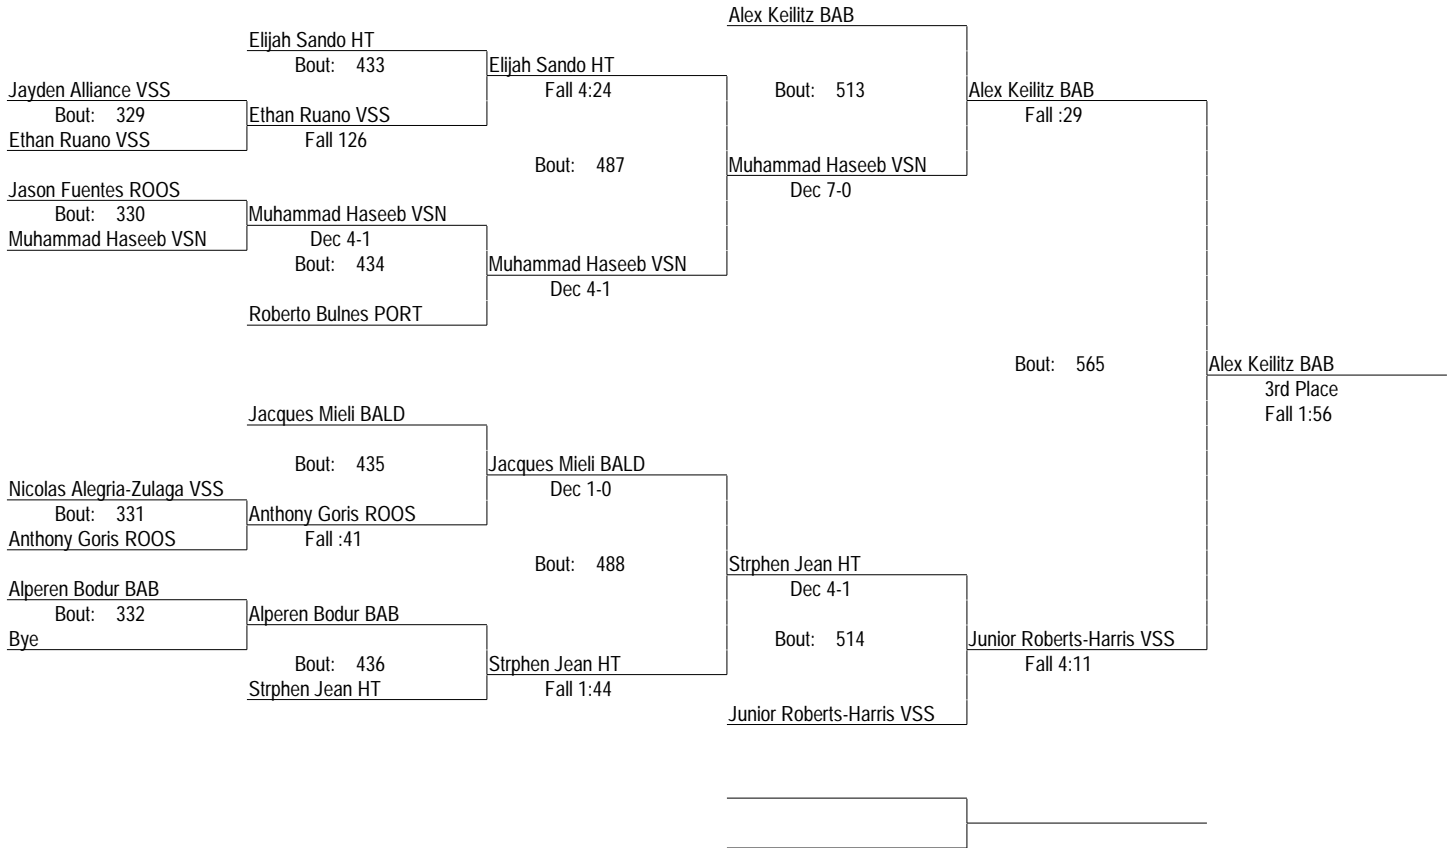 Alex Keilitz BAB
Elijah Sando HT
Bout: 433
Elijah Sando HT
Jayden Alliance VSS
Fall 4:24
Bout: 513
Alex Keilitz BAB
Bout: 329
Ethan Ruano VSS
Fall :29
Ethan Ruano VSS
Fall 126
Bout: 487
Muhammad Haseeb VSN
Jason Fuentes ROOS
Dec 7-0
Bout: 330
Muhammad Haseeb VSN
Muhammad Haseeb VSN
Dec 4-1
Bout: 434
Muhammad Haseeb VSN
Dec 4-1
Roberto Bulnes PORT
Bout: 565
Alex Keilitz BAB
3rd Place
Jacques Mieli BALD
Fall 1:56
Bout: 435
Jacques Mieli BALD
Nicolas Alegria-Zulaga VSS
Dec 1-0
Bout: 331
Anthony Goris ROOS
Anthony Goris ROOS
Fall :41
Bout: 488
Strphen Jean HT
Alperen Bodur BAB
Dec 4-1
Bout: 332
Alperen Bodur BAB
Bye
Bout: 514
Junior Roberts-Harris VSS
Bout: 436
Strphen Jean HT
Fall 4:11
Strphen Jean HT
Fall 1:44
Junior Roberts-Harris VSS